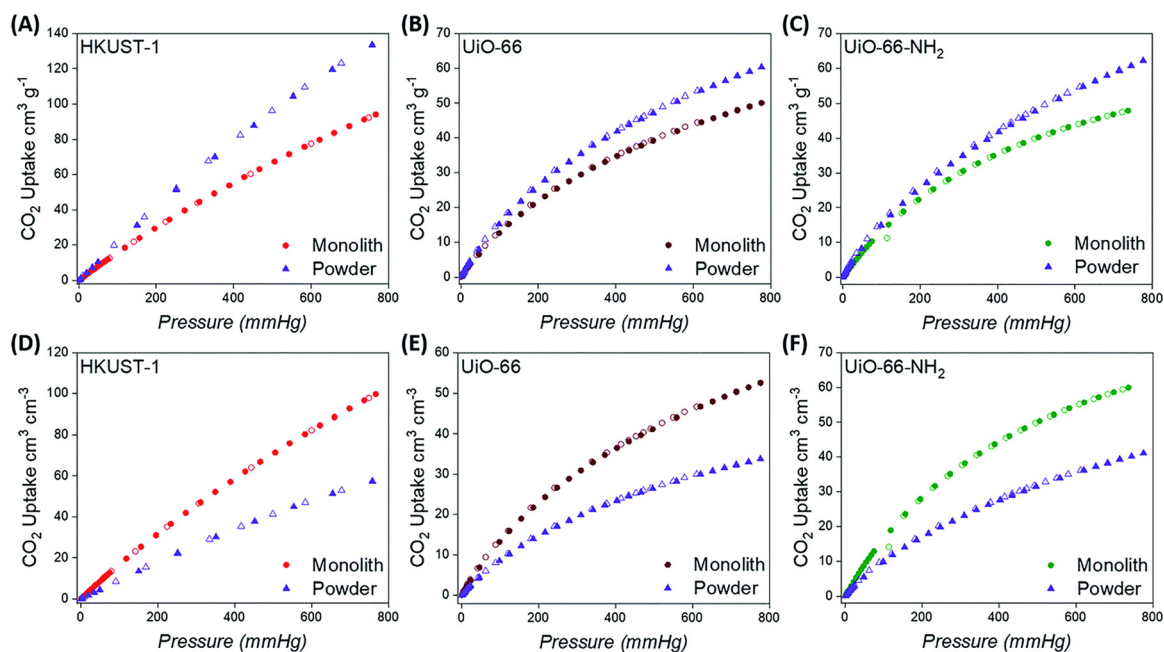 (A)
HKUST-1
CO₂ Uptake cm³ g⁻¹
140
120
100
80
60
40
20
0
0 200 400 600 800
Pressure (mmHg)
Monolith
Powder
(B)
UiO-66
CO₂ Uptake cm³ g⁻¹
70
60
50
40
30
20
10
0
0 200 400 600 800
Pressure (mmHg)
Monolith
Powder
(C)
UiO-66-NH₂
CO₂ Uptake cm³ g⁻¹
70
60
50
40
30
20
10
0
0 200 400 600 800
Pressure (mmHg)
Monolith
Powder
(D)
HKUST-1
CO₂ Uptake cm³ cm⁻³
120
100
80
60
40
20
0
0 200 400 600 800
Pressure (mmHg)
Monolith
Powder
(E)
UiO-66
CO₂ Uptake cm³ cm⁻³
60
50
40
30
20
10
0
0 200 400 600 800
Pressure (mmHg)
Monolith
Powder
(F)
UiO-66-NH₂
CO₂ Uptake cm³ cm⁻³
70
60
50
40
30
20
10
0
0 200 400 600 800
Pressure (mmHg)
Monolith
Powder